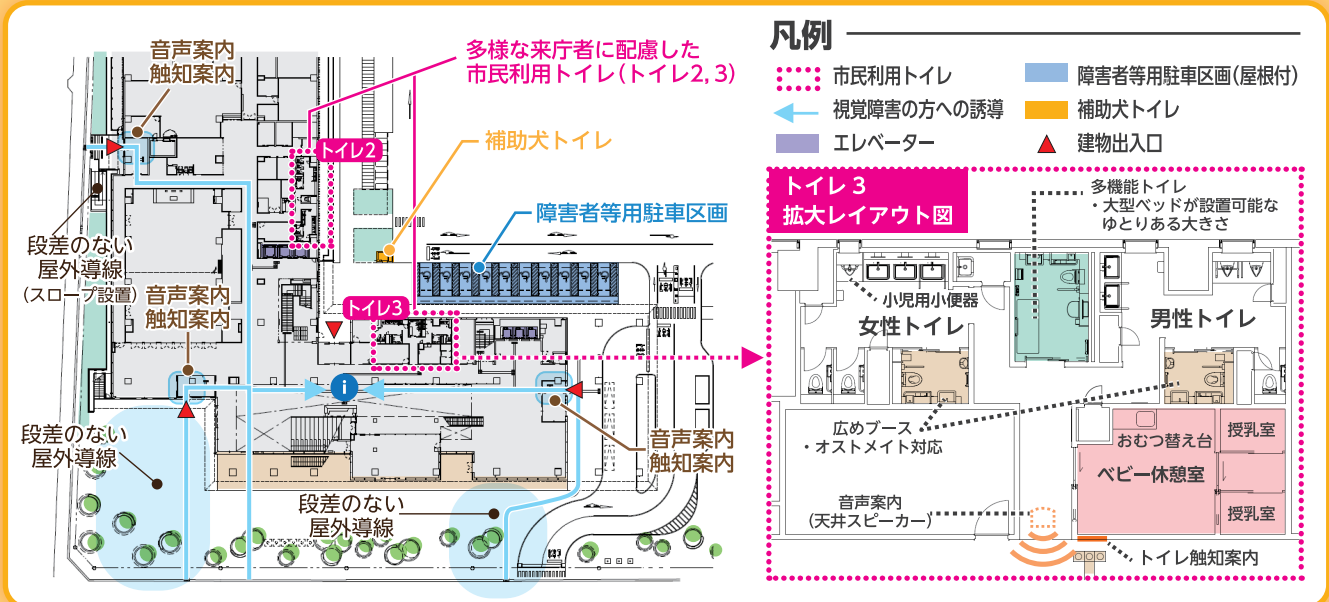 音声案内
触知案内
多様な来庁者に配慮した
市民利用トイレ(トイレ2, 3)
トイレ2
補助犬トイレ
障害者等用駐車区画
段差のない
屋外導線
(スロープ設置)
音声案内
触知案内
トイレ3
i
段差のない
屋外導線
音声案内
触知案内
段差のない
屋外導線
凡例
市民利用トイレ
障害者等用駐車区画(屋根付)
視覚障害の方への誘導
補助犬トイレ
エレベーター
建物出入口
トイレ3
拡大レイアウト図
多機能トイレ
・大型ベッドが設置可能な
ゆとりある大きさ
小児用小便器
女性トイレ
男性トイレ
広めブース
・オストメイト対応
おむつ替え台
授乳室
ベビー休憩室
音声案内
(天井スピーカー)
授乳室
トイレ触知案内